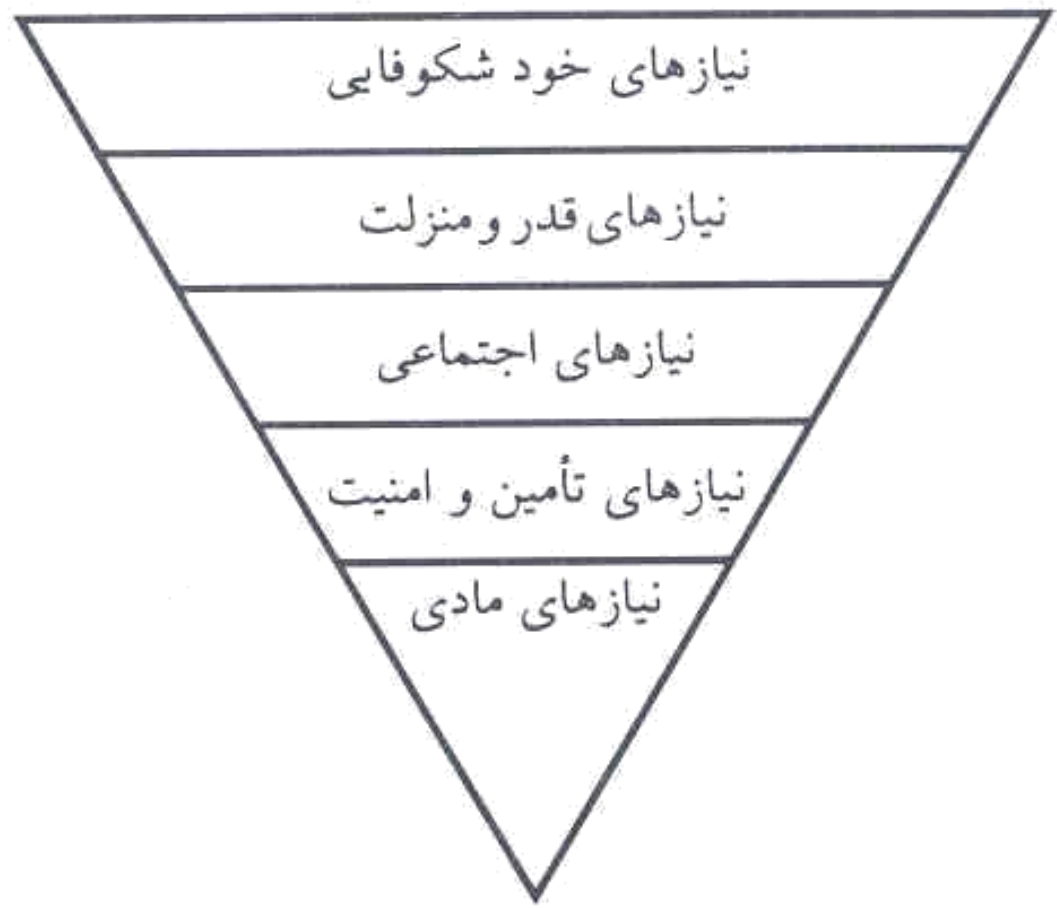 نیازهای خود شکوفایی
نیازهای قدر و منزلت
نیازهای اجتماعی
نیازهای تأمین و امنیت
نیازهای مادی